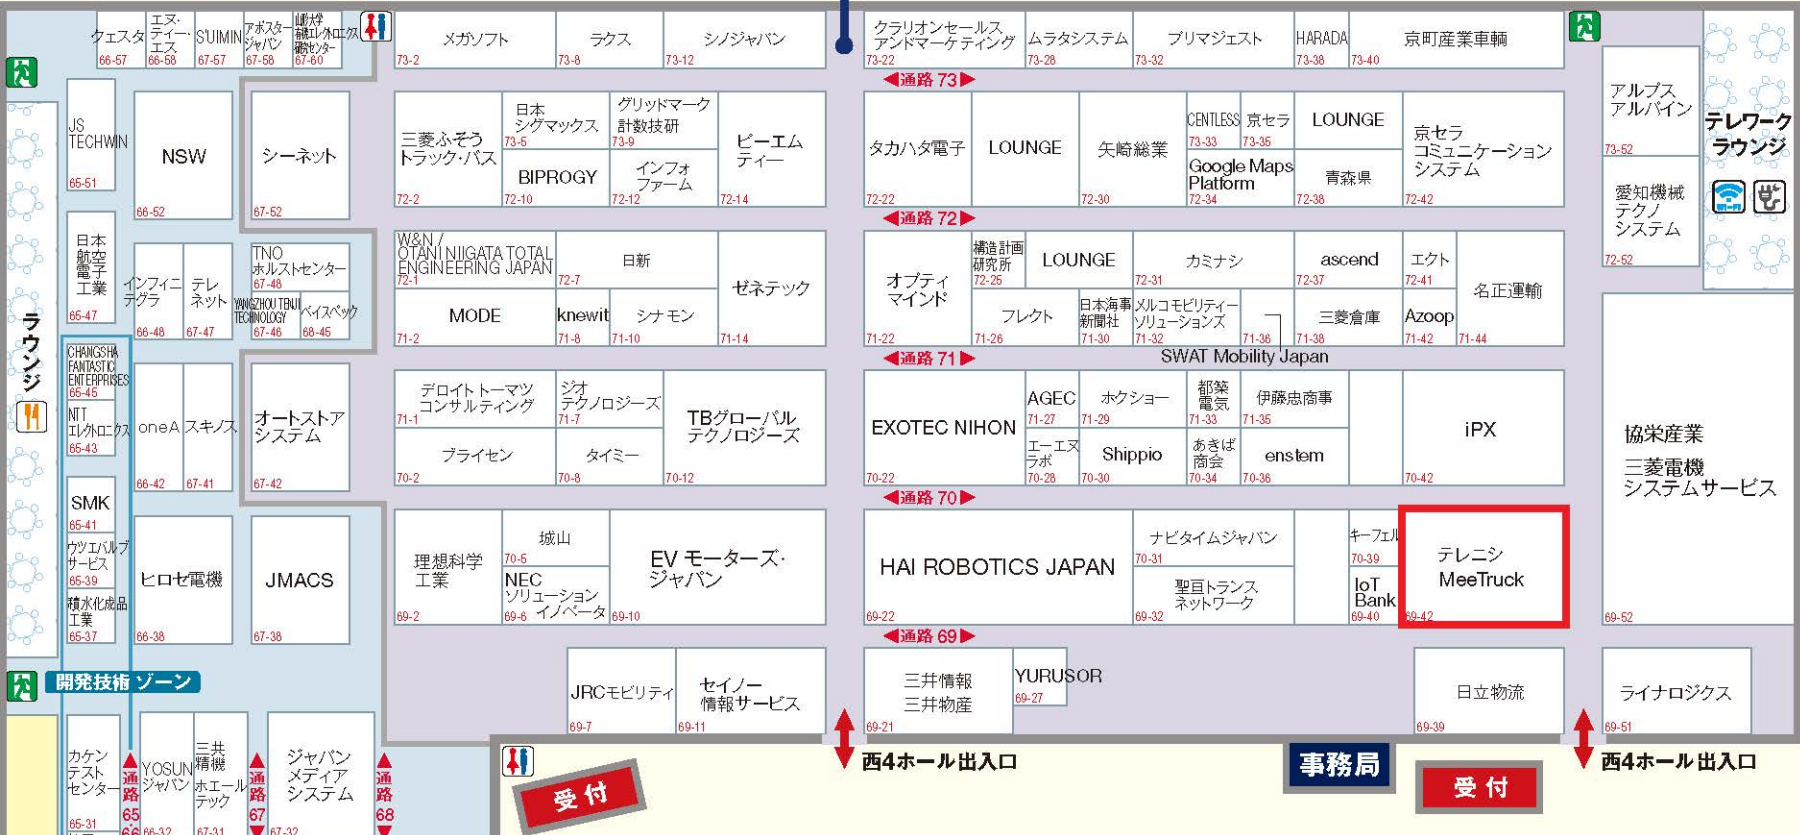 クェスタ
66-57
エヌ・
ティー・
エス
66-58
S'UIMIN
67-57
アポスター
ジャパン
67-58
山形大学
有機エレクトロニクス
研究センター
67-60
メガソフト
73-2
ラクス
73-8
シノジャパン
73-12
クラリオンセールス
アンドマーケティング
73-22
ムラタシステム
73-28
ブリマジェスト
73-32
HARADA
73-38
京町産業車輌
73-40
通路 73
JS
TECHWIN
65-51
NSW
66-52
シーネット
67-52
三菱ふそう
トラック・バス
72-2
日本
シグマックス
73-5
グリッドマーク
計数技研
73-9
BIPROGY
72-10
インフォ
ファーム
72-12
ビーエム
ティー
72-14
タカハタ電子
72-22
LOUNGE
矢崎総業
72-30
CENTLESS
73-33
京セラ
73-35
LOUNGE
Google Maps
Platform
72-34
青森県
72-38
京セラ
コミュニケーション
システム
72-42
アルプス
アルパイン
73-52
テレワーク
ラウンジ
Wi-Fi
愛知機械
テクノ
システム
72-52
通路 72
日本
航空
電子
工業
65-47
インフィニ
テグラ
66-48
テレ
ネット
67-47
TNO
ホルストセンター
67-48
YANGZHOU TENJI
TECHNOLOGY
67-46
ベイスペック
68-45
W&N /
OTANI NIIGATA TOTAL
ENGINEERING JAPAN
72-1
日新
72-7
MODE
71-2
knewit
71-8
シナモン
71-10
ゼネテック
71-14
オプティ
マインド
71-22
構造計画
研究所
72-25
LOUNGE
カミナシ
72-31
ascend
72-37
エクト
72-41
名正運輸
71-44
フレクト
71-26
日本海事
新聞社
71-30
メルコモビリティー
ソリューションズ
71-32
71-36
三菱倉庫
71-38
Azoop
71-42
SWAT Mobility Japan
通路 71
ラウンジ
CHANGSHA
FANTASTIC
ENTERPRISES
65-45
NTT
エレクトロニクス
65-43
oneA
66-42
スキノス
67-41
オートストア
システム
67-42
デロイト トーマツ
コンサルティング
71-1
ジオ
テクノロジーズ
71-7
ブライセン
70-2
タイミー
70-8
TBグローバル
テクノロジーズ
70-12
EXOTEC NIHON
70-22
AGEC
71-27
ホクショー
71-29
都築
電気
71-33
伊藤忠商事
71-35
エーエヌ
ラボ
70-28
Shippio
70-30
あきば
商会
70-34
enstem
70-36
iPX
70-42
協栄産業
三菱電機
システムサービス
69-52
通路 70
SMK
65-41
ウツエバルブ
サービス
65-39
積水化成品
工業
65-37
ヒロセ電機
66-38
JMACS
67-38
理想科学
工業
69-2
城山
70-5
NEC
ソリューション
イノベータ
69-6
EV モーターズ・
ジャパン
69-10
HAI ROBOTICS JAPAN
69-22
ナビタイムジャパン
70-31
聖亘トランス
ネットワーク
69-32
キーフェル
70-39
IoT
Bank
69-40
テレニシ
MeeTruck
69-42
通路 69
開発技術 ゾーン
JRCモビリティ
69-7
セイノー
情報サービス
69-11
三井情報
三井物産
69-21
YURUSOR
69-27
日立物流
69-39
ライナロジクス
69-51
カケン
テスト
センター
65-31
通路 65・66
YOSUN
ジャパン
66-32
三共
精機
ホエール
テック
67-31
通路 67
ジャパン
メディア
システム
67-32
通路 68
受付
西4ホール出入口
事務局
受付
西4ホール出入口